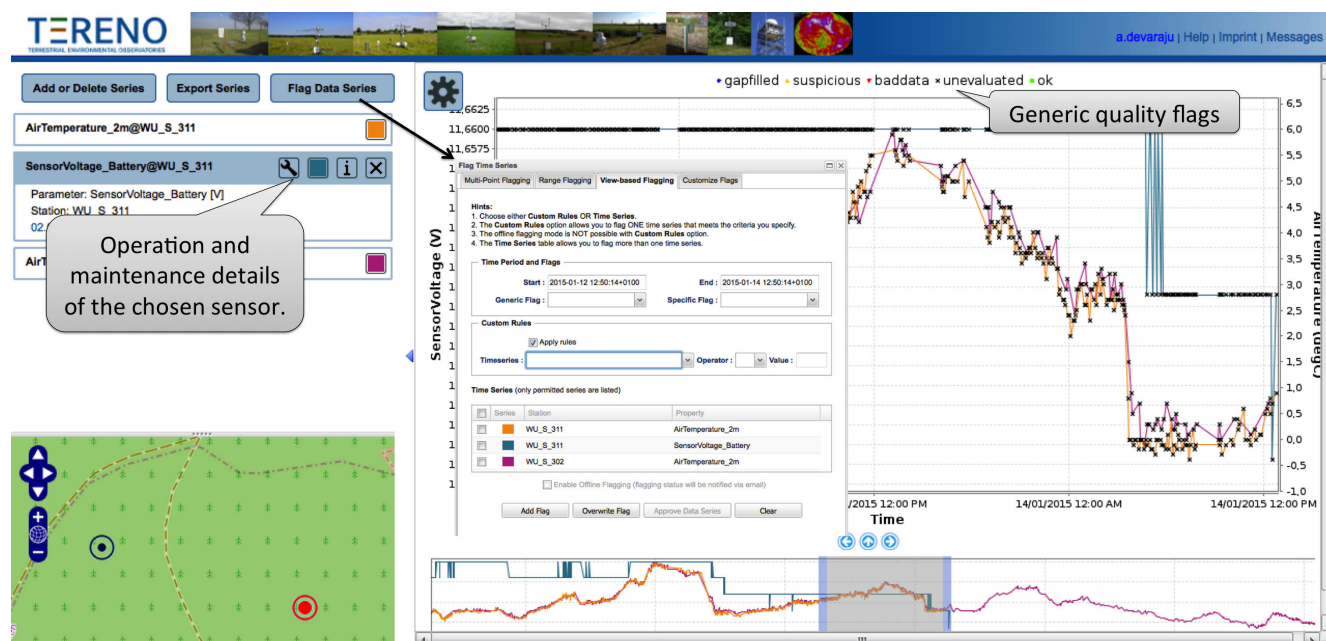 TERENO
TERRESTRIAL ENVIRONMENTAL OBSERVATORIES
a.devaraju | Help | Imprint | Messages
Add or Delete Series
Export Series
Flag Data Series
AirTemperature_2m@WU_S_311
SensorVoltage_Battery@WU_S_311
Parameter: SensorVoltage_Battery [V]
Station: WU_S_311
02.
AirT
Operation and
maintenance details
of the chosen sensor.
gapfilled suspicious baddata unevaluated ok
Generic quality flags
11,6625
11,6600
11,6575
SensorVoltage (V)
Flag Time Series
Multi-Point Flagging
Range Flagging
View-based Flagging
Customize Flags
Hints:
1. Choose either Custom Rules OR Time Series.
2. The Custom Rules option allows you to flag ONE time series that meets the criteria you specify.
3. The offline flagging mode is NOT possible with Custom Rules option.
4. The Time Series table allows you to flag more than one time series.
Time Period and Flags
Start : 2015-01-12 12:50:14+0100
End : 2015-01-14 12:50:14+0100
Generic Flag :
Specific Flag :
Custom Rules
Apply rules
Timeseries :
Operator :
Value :
Time Series (only permitted series are listed)
Series Station Property
WU_S_311 AirTemperature_2m
WU_S_311 SensorVoltage_Battery
WU_S_302 AirTemperature_2m
Enable Offline Flagging (flagging status will be notified via email)
Add Flag
Overwrite Flag
Approve Data Series
Clear
6,5
6,0
5,5
5,0
4,5
4,0
3,5
3,0
2,5
2,0
1,5
1,0
0,5
0,0
-0,5
-1,0
AirTemperature (degC)
/2015 12:00 PM
14/01/2015 12:00 AM
14/01/2015 12:00 PM
Time